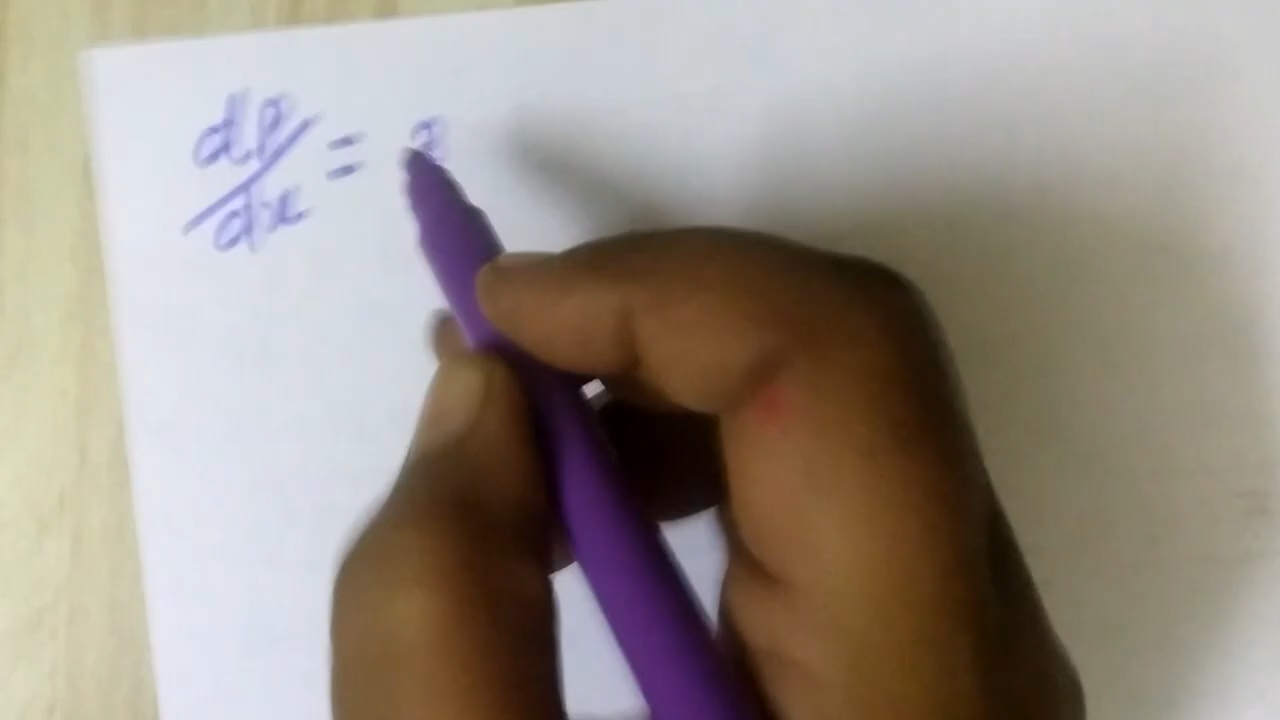 dp/dx =